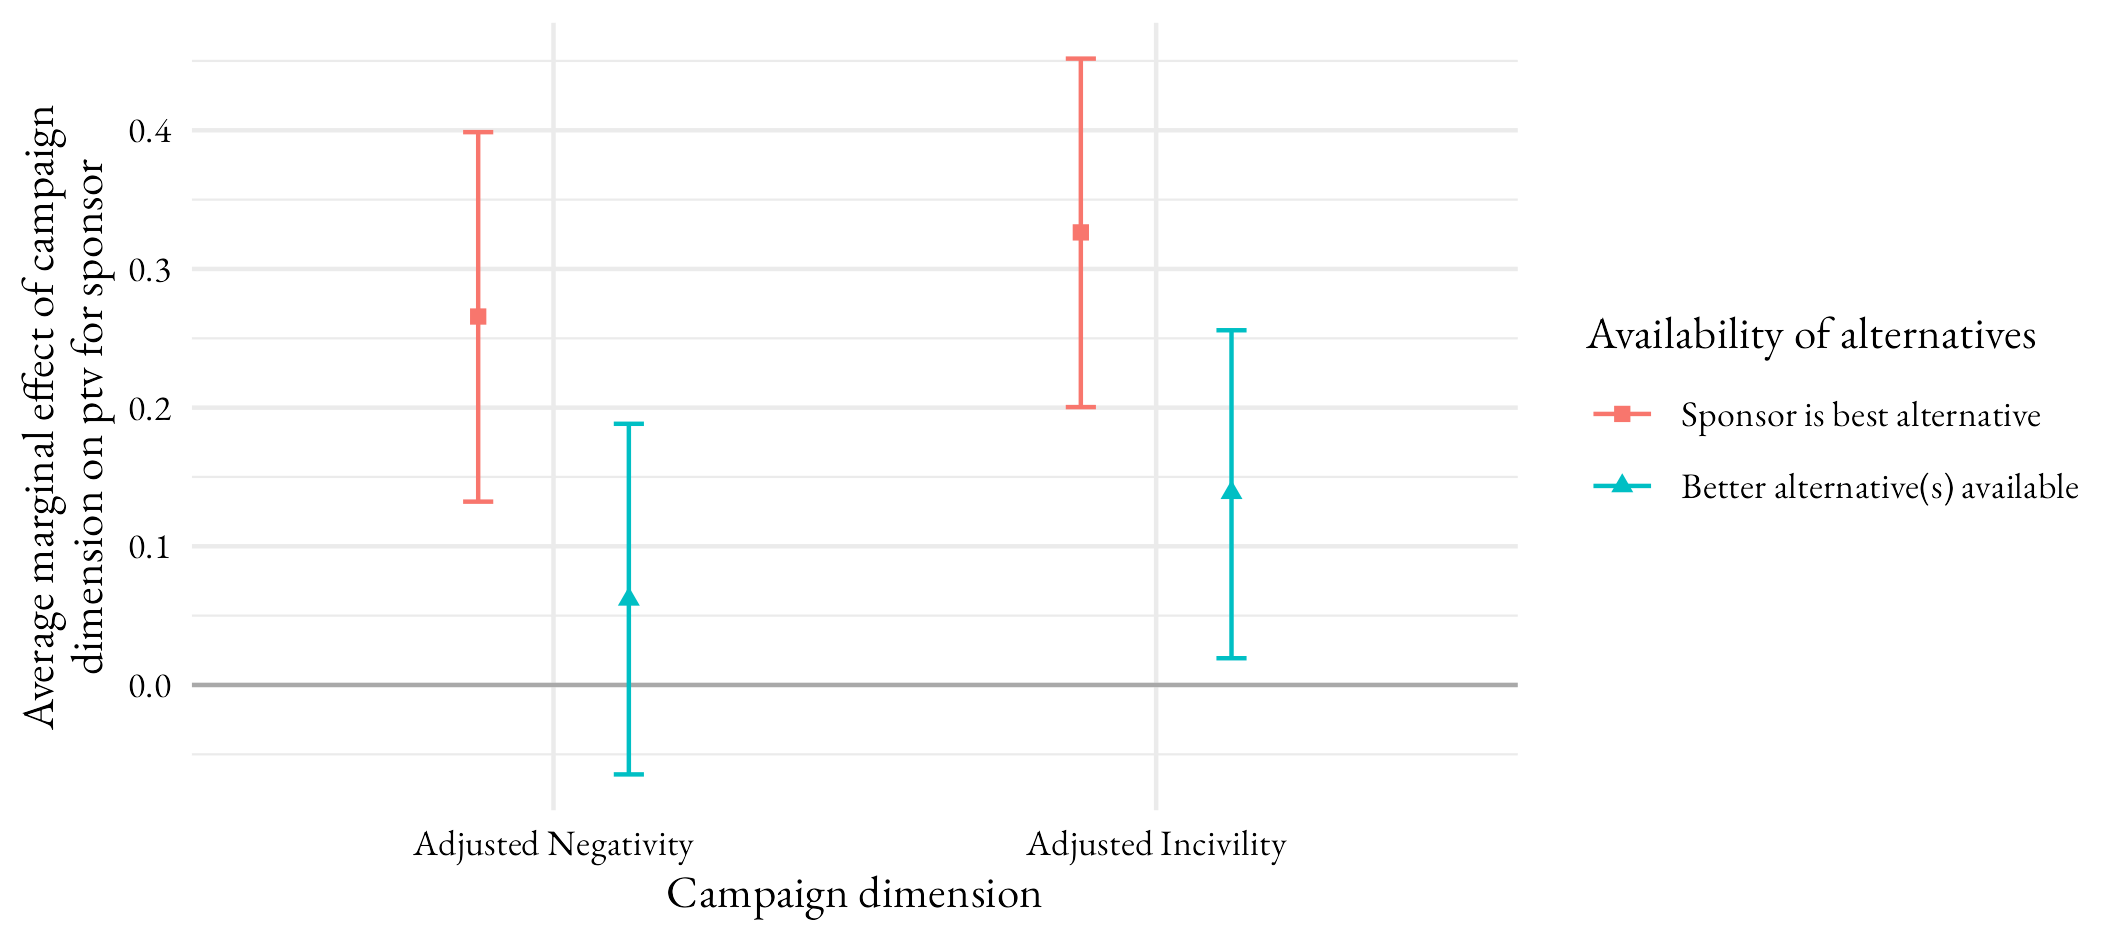 Average marginal effect of campaign
dimension on ptv for sponsor
0.4
0.3
0.2
0.1
0.0
Adjusted Negativity
Adjusted Incivility
Campaign dimension
Availability of alternatives
Sponsor is best alternative
Better alternative(s) available